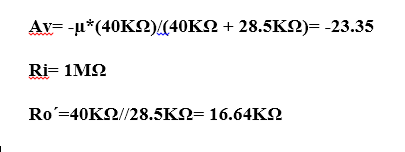 Av= -µ*(40KΩ)/(40KΩ + 28.5KΩ)= -23.35
Ri= 1MΩ
Ro´=40KΩ//28.5KΩ= 16.64KΩ